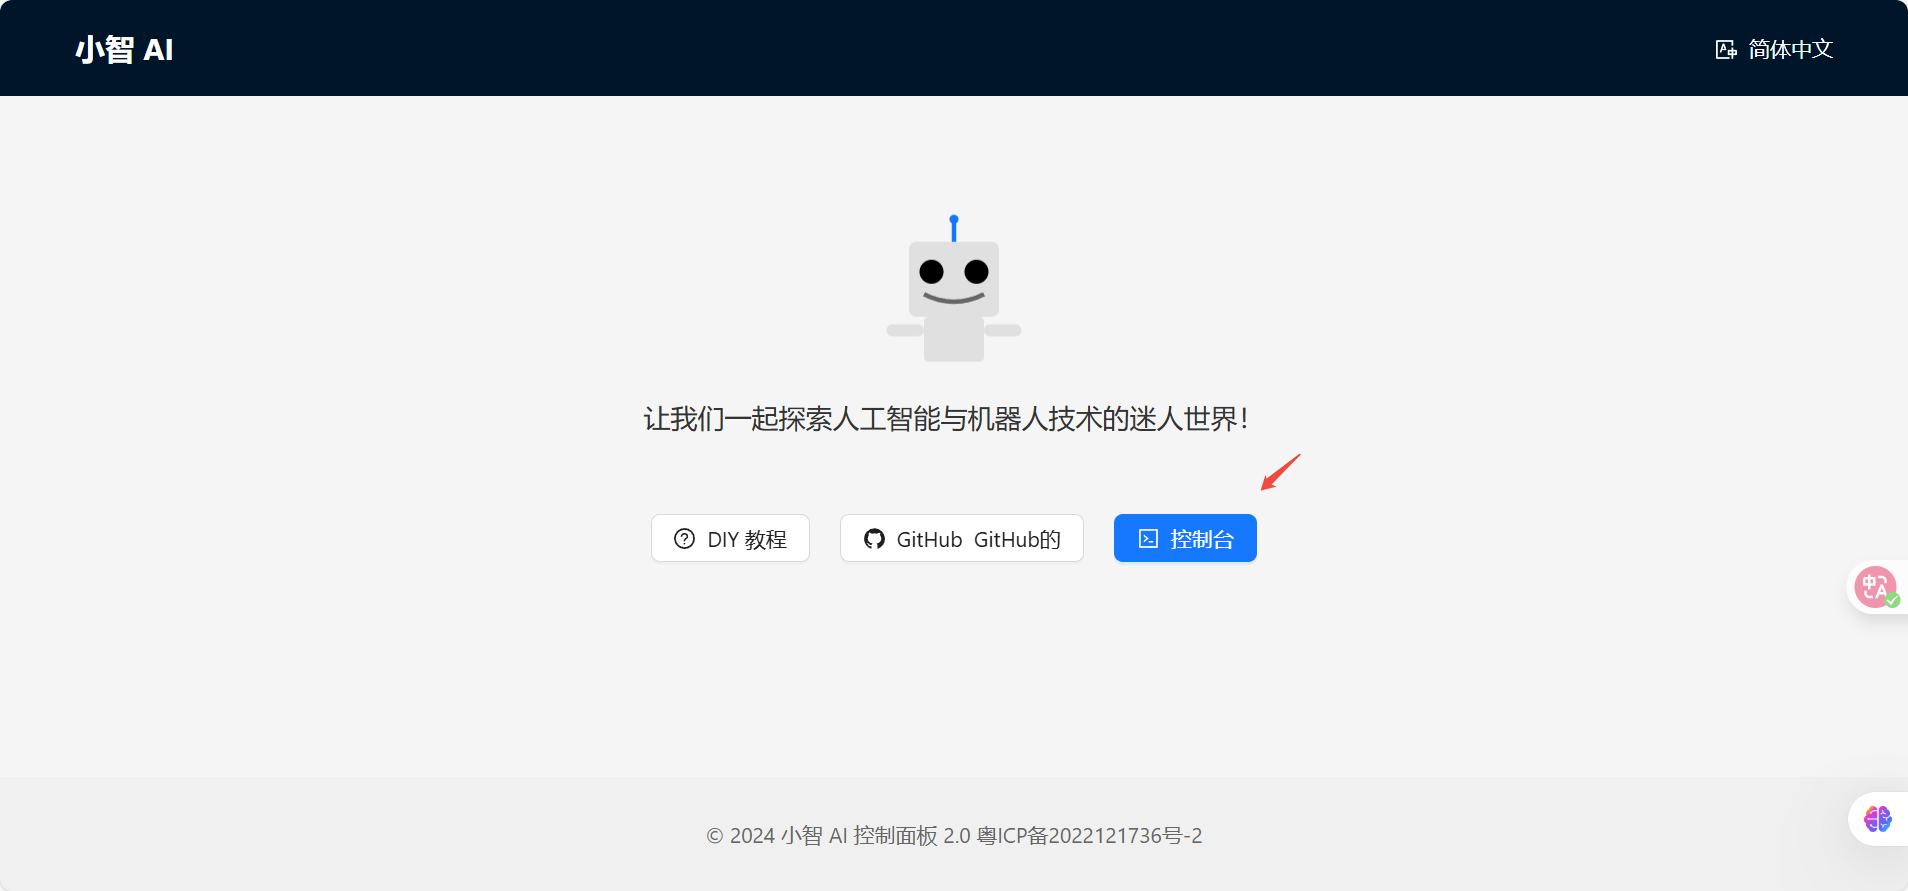 小智 AI
简体中文
让我们一起探索人工智能与机器人技术的迷人世界！
DIY 教程
GitHub GitHub的
控制台
© 2024 小智 AI 控制面板 2.0 粤ICP备2022121736号-2